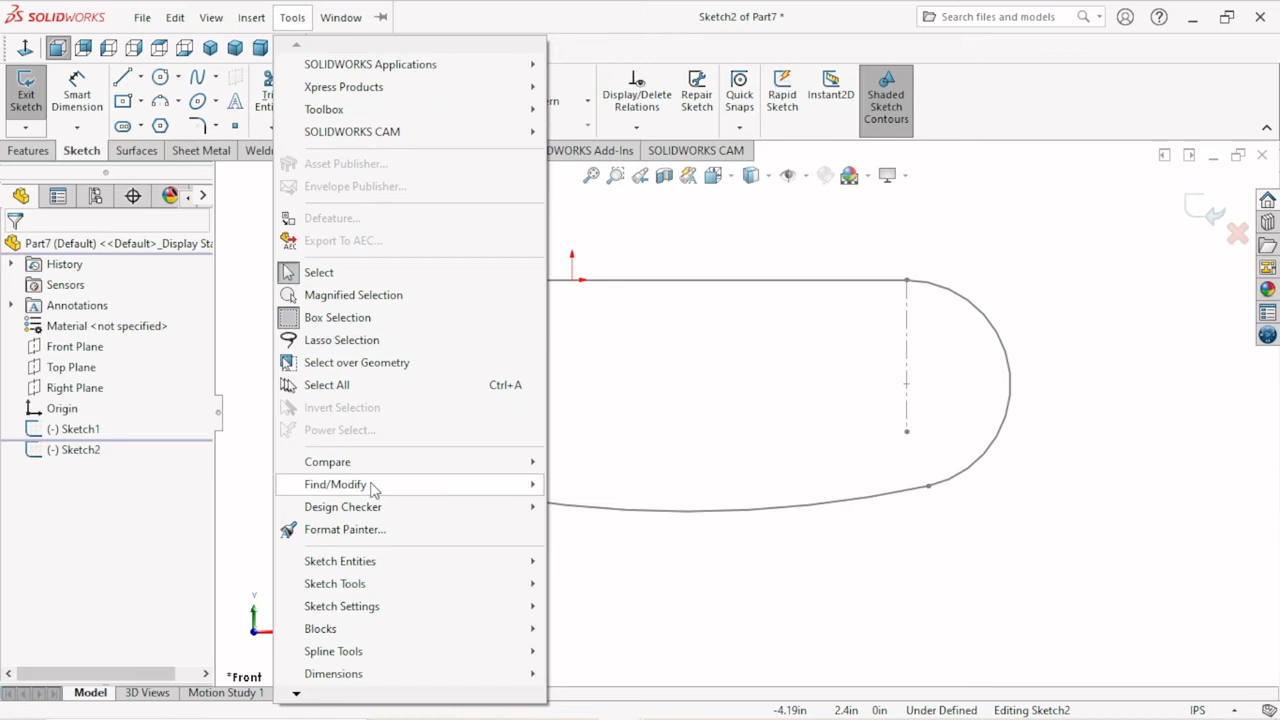 SOLIDWORKS File Edit View Insert Tools Window Sketch2 of Part7 * Search files and models
Exit Sketch
Smart Dimension
Display/Delete Relations
Repair Sketch
Quick Snaps
Rapid Sketch
Instant2D
Shaded Sketch Contours
Features Sketch Surfaces Sheet Metal SOLIDWORKS CAM
Part7 (Default) <<Default>_Display Sta
History
Sensors
Annotations
Material <not specified>
Front Plane
Top Plane
Right Plane
Origin
(-) Sketch1
(-) Sketch2
SOLIDWORKS Applications
Xpress Products
Toolbox
SOLIDWORKS CAM
Asset Publisher...
Envelope Publisher...
Defeature...
AEC Export To AEC...
Select
Magnified Selection
Box Selection
Lasso Selection
Select over Geometry
Select All Ctrl+A
Invert Selection
Power Select...
Compare
Find/Modify
Design Checker
Format Painter...
Sketch Entities
Sketch Tools
Sketch Settings
Blocks
Spline Tools
Dimensions
Y
*Front
Model 3D Views Motion Study 1
-4.19in 2.4in 0in Under Defined Editing Sketch2 IPS